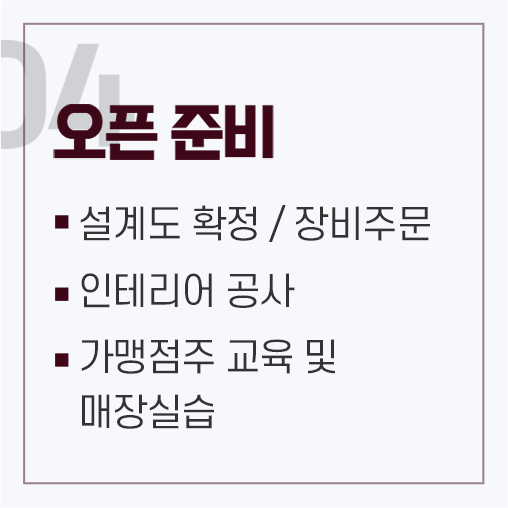 04
오픈 준비
▪ 설계도 확정 / 장비주문
▪ 인테리어 공사
▪ 가맹점주 교육 및
매장실습